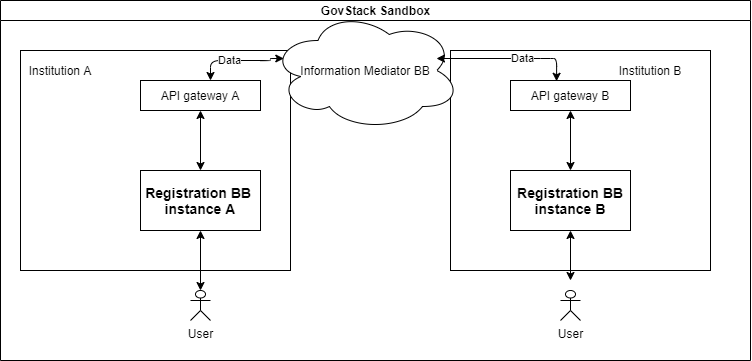 GovStack Sandbox
Data
Data
Institution A
Information Mediator BB
Institution B
API gateway A
API gateway B
Registration BB
instance A
Registration BB
instance B
User
User